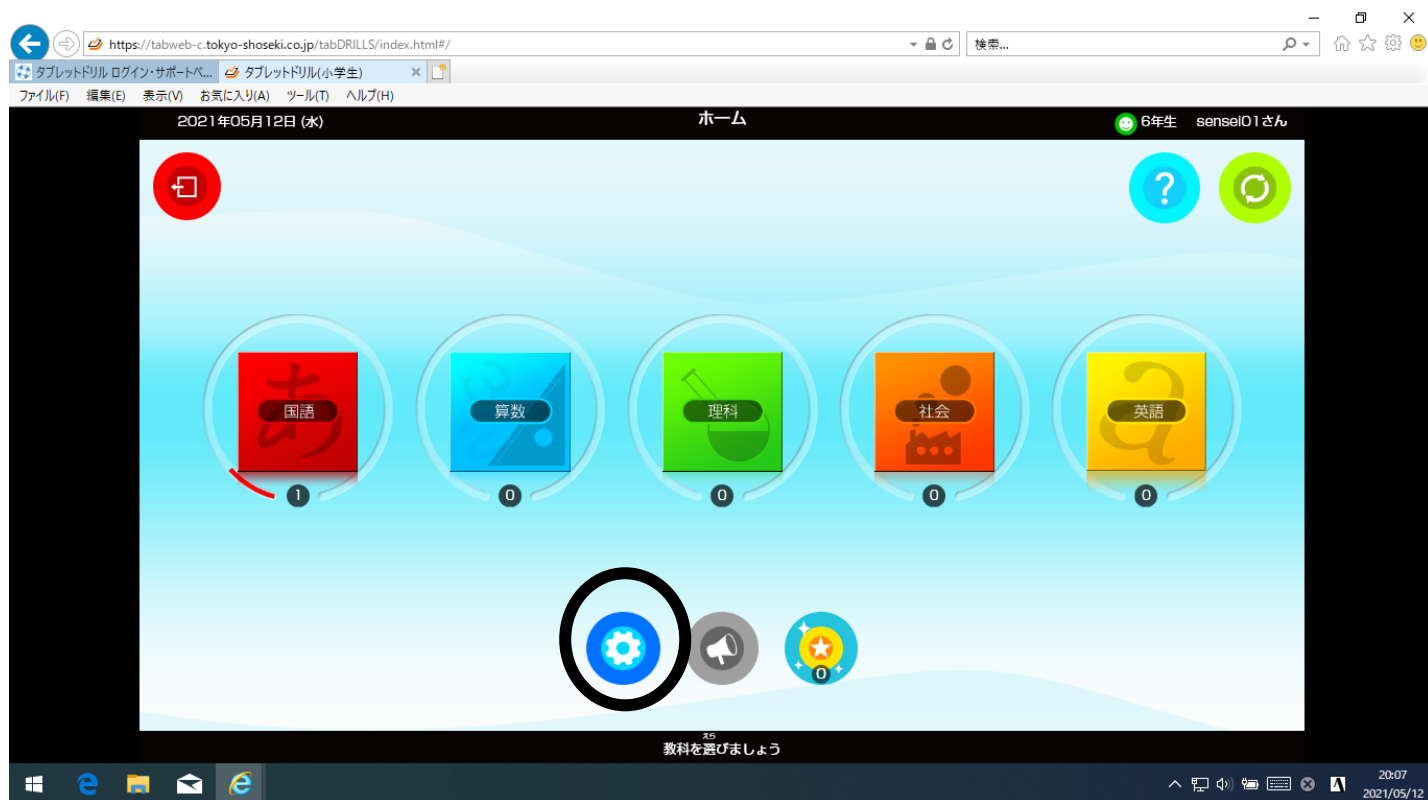 https://tabweb-c.tokyo-shoseki.co.jp/tabDRILLS/index.html#/
検索...
タブレットドリル ログイン・サポートペ...
タブレットドリル(小学生)
ファイル(F) 編集(E) 表示(V) お気に入り(A) ツール(T) ヘルプ(H)
2021年05月12日 (水)
ホーム
6年生 sensei01さん
?
国語
算数
理科
社会
英語
1
0
0
0
0
0
えら
教科を選びましょう
20:07
2021/05/12